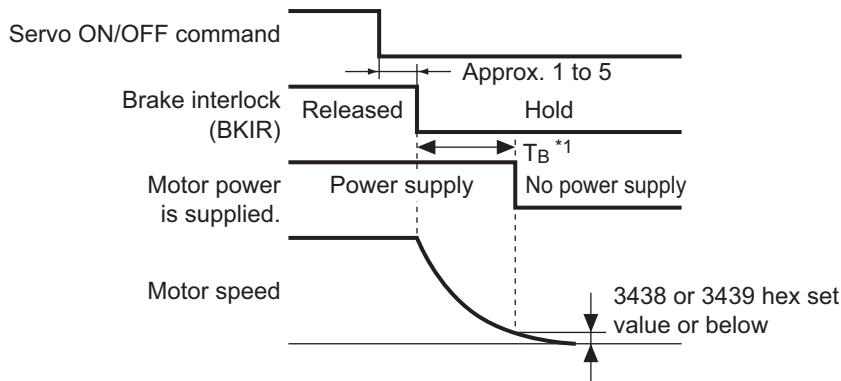 Servo ON/OFF command
Approx. 1 to 5
Brake interlock
(BKIR)
Released
Hold
TB *1
Motor power
is supplied.
Power supply
No power supply
Motor speed
3438 or 3439 hex set
value or below